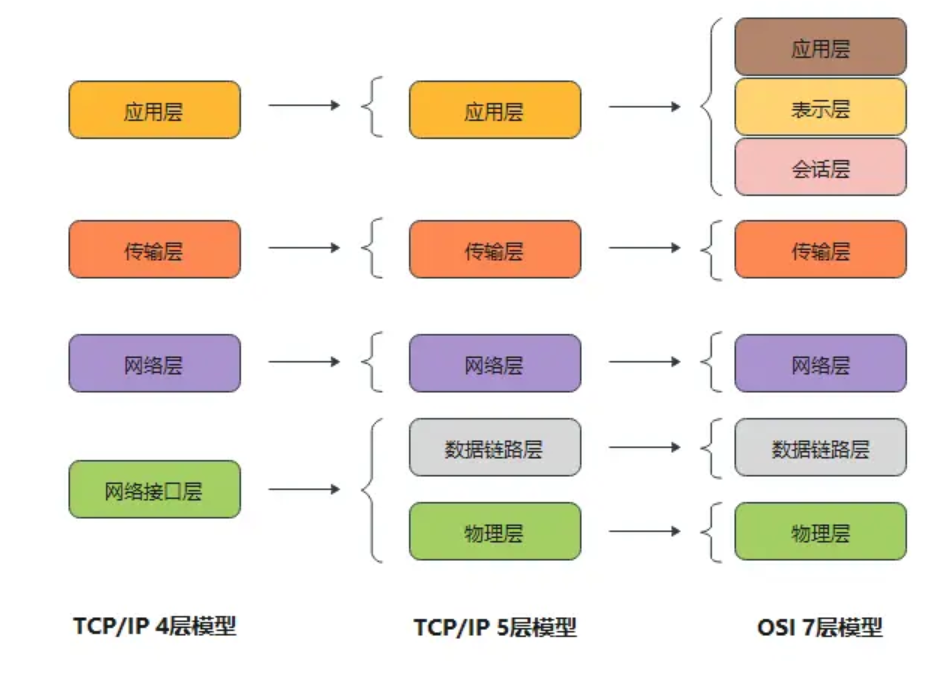 应用层
传输层
网络层
网络接口层
TCP/IP 4层模型
应用层
传输层
网络层
数据链路层
物理层
TCP/IP 5层模型
应用层
表示层
会话层
传输层
网络层
数据链路层
物理层
OSI 7层模型